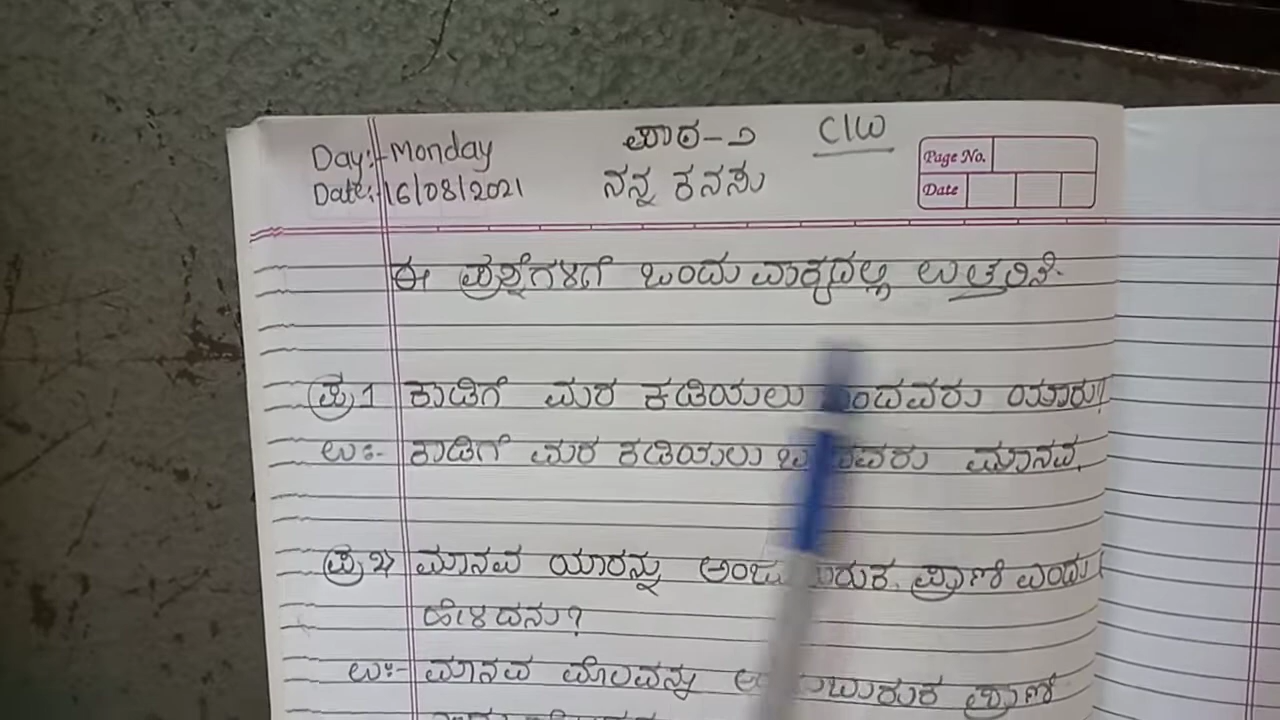 Day:- Monday
Date:- 16/08/2021
ಪಾಠ-೨
ನನ್ನ ಕನಸು
C/W
Page No.
Date
ಈ ಪ್ರಶ್ನೆಗಳಿಗೆ ಒಂದು ವಾಕ್ಯದಲ್ಲಿ ಉತ್ತರಿಸಿ.
ಪ್ರ1 ಕಾಡಿಗೆ ಮರ ಕಡಿಯಲು ಬಂದವರು ಯಾರು?
ಉ:- ಕಾಡಿಗೆ ಮರ ಕಡಿಯಲು ಬಂದವರು ಮಾನವ.
ಪ್ರ೨> ಮಾನವ ಯಾರನ್ನು ಪ್ರಾಣಿ ಎಂದು
ಹೇಳಿದನು?
ಉ:- ಮಾನವ ಮೊಲವನ್ನು ಪ್ರಾಣಿ